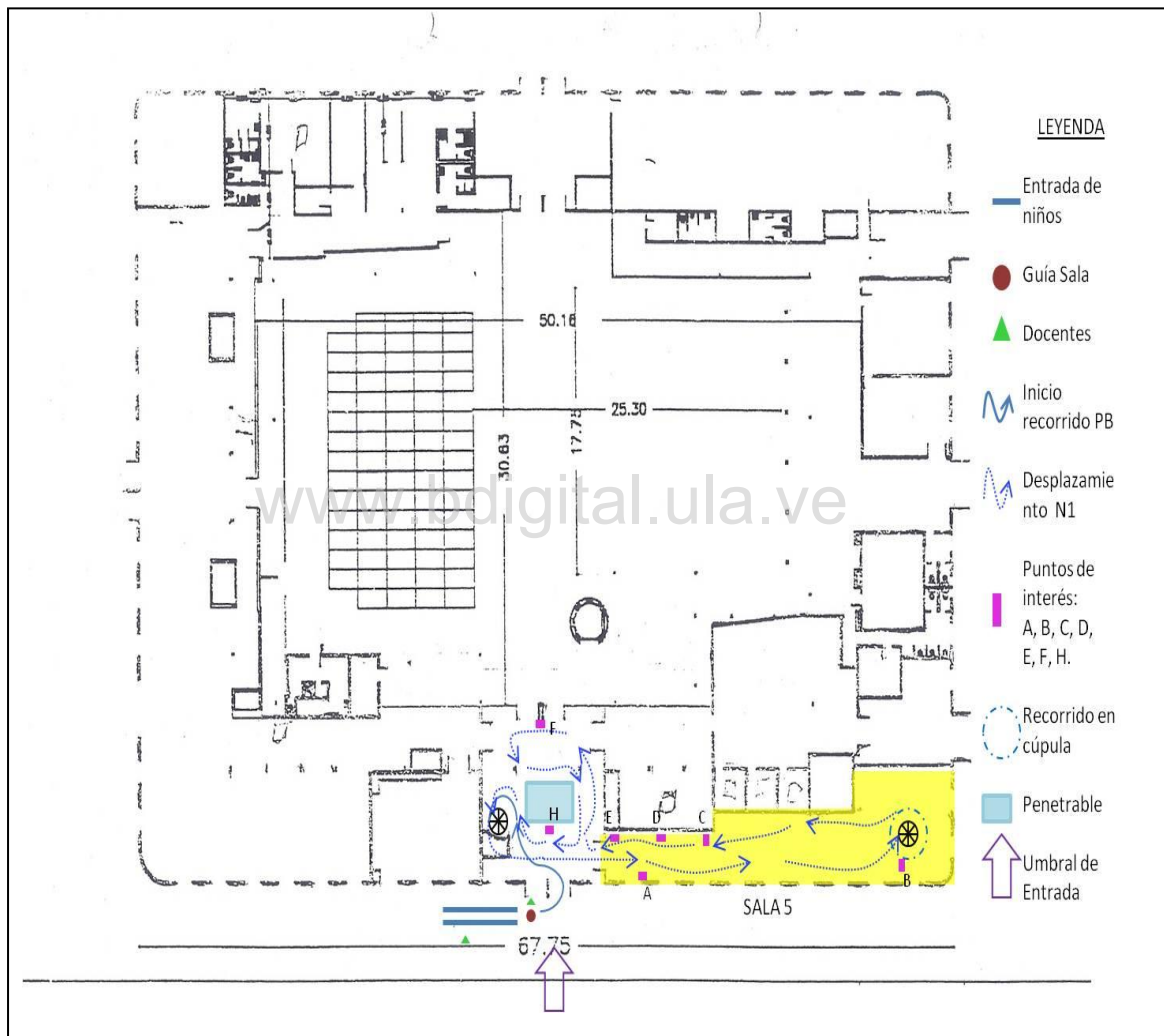 LEYENDA
Entrada de
niños
Guía Sala
Docentes
Inicio
recorrido PB
Desplazamie
nto N1
Puntos de
interés:
A, B, C, D,
E, F, H.
Recorrido en
cúpula
Penetrable
Umbral de
Entrada
50.16
25.30
30.83
17.75
www.bdigital.ula.ve
F
H
E
D
C
A
B
SALA 5
67.75